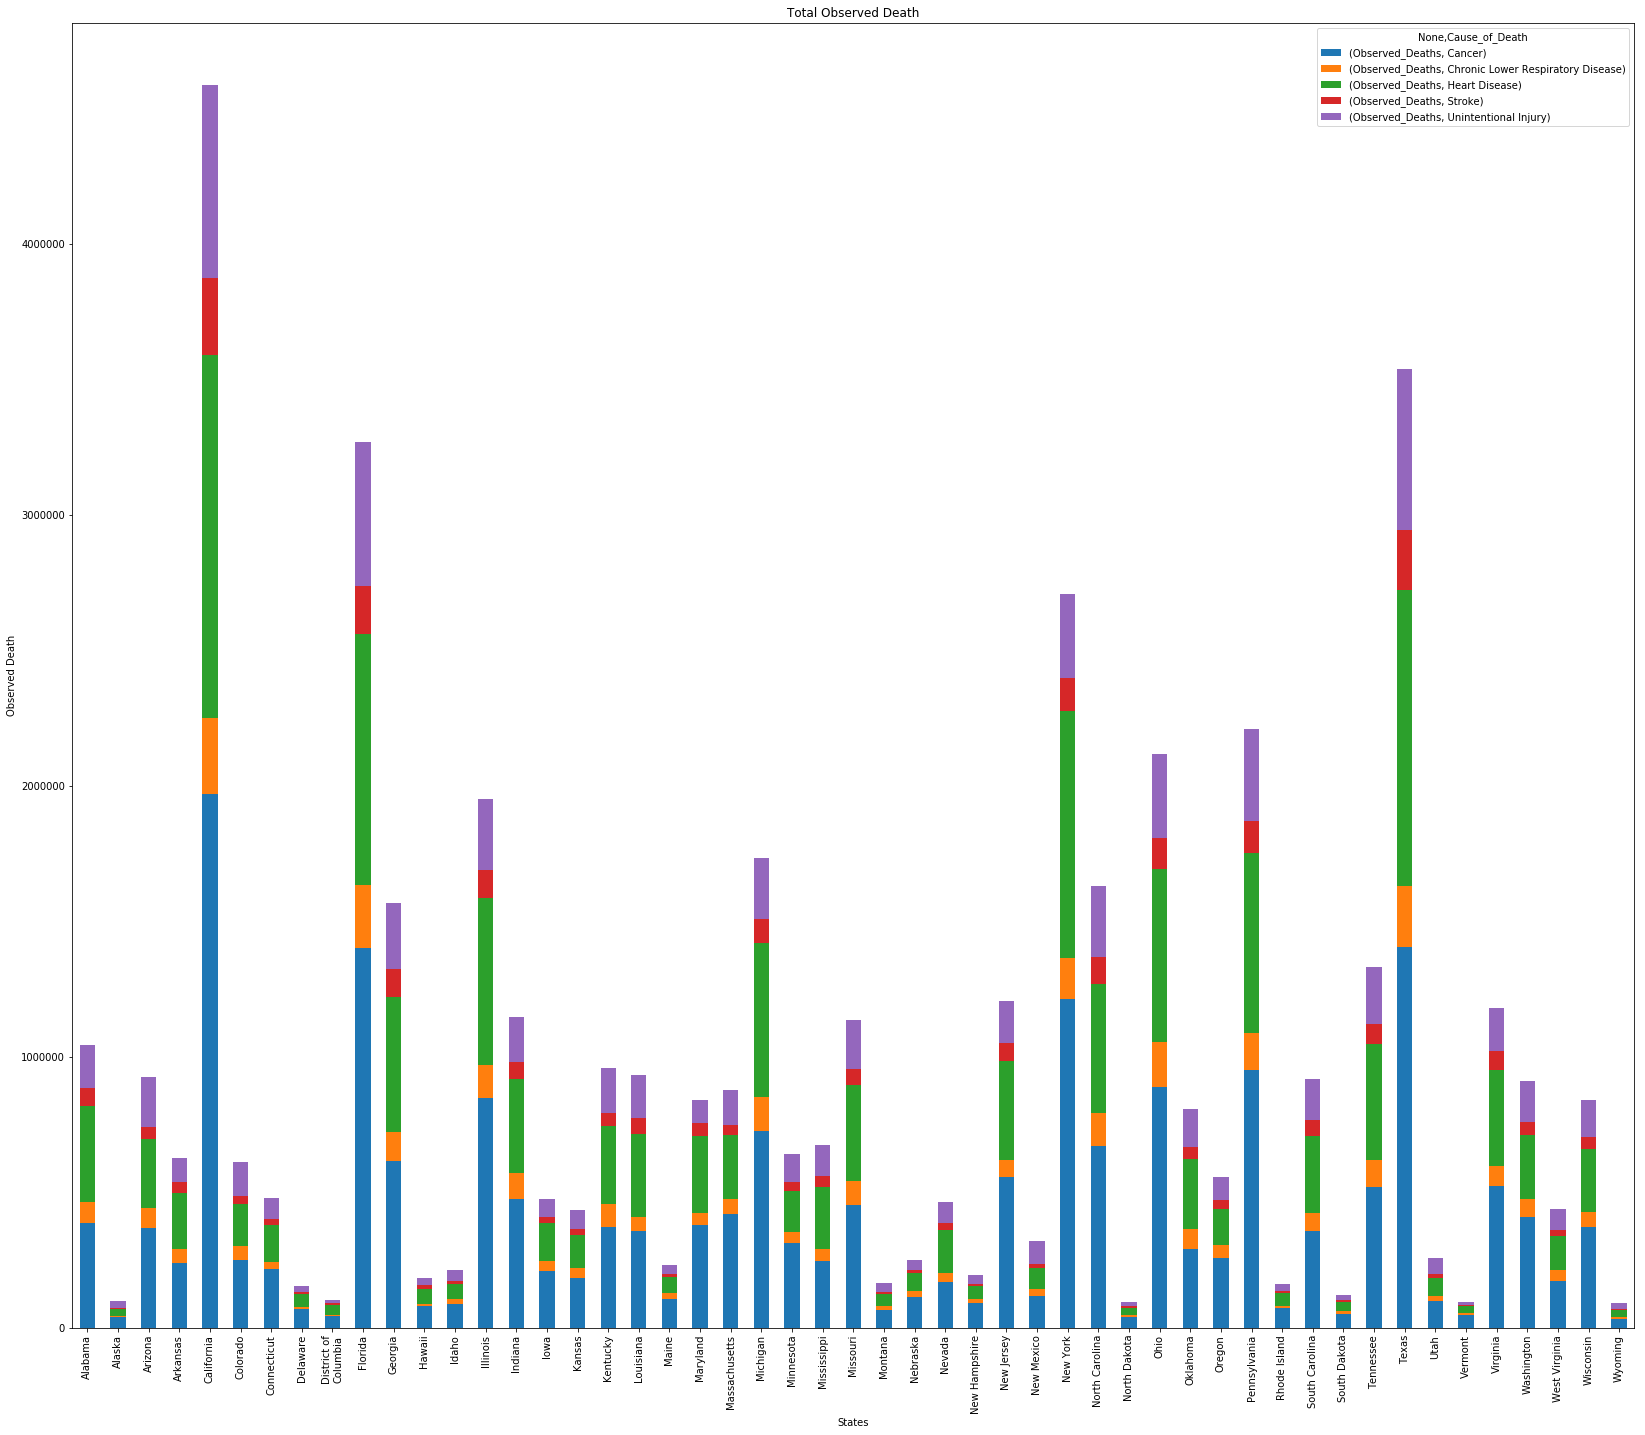 Total Observed Death
None,Cause_of_Death
(Observed_Deaths, Cancer)
(Observed_Deaths, Chronic Lower Respiratory Disease)
(Observed_Deaths, Heart Disease)
(Observed_Deaths, Stroke)
(Observed_Deaths, Unintentional Injury)
4000000
3000000
2000000
1000000
0
Observed Death
Alabama
Alaska
Arizona
Arkansas
California
Colorado
Connecticut
Delaware
District of
Columbia
Florida
Georgia
Hawaii
Idaho
Illinois
Indiana
Iowa
Kansas
Kentucky
Louisiana
Maine
Maryland
Massachusetts
Michigan
Minnesota
Mississippi
Missouri
Montana
Nebraska
Nevada
New Hampshire
New Jersey
New Mexico
New York
North Carolina
North Dakota
Ohio
Oklahoma
Oregon
Pennsylvania
Rhode Island
South Carolina
South Dakota
Tennessee
Texas
Utah
Vermont
Virginia
Washington
West Virginia
Wisconsin
Wyoming
States